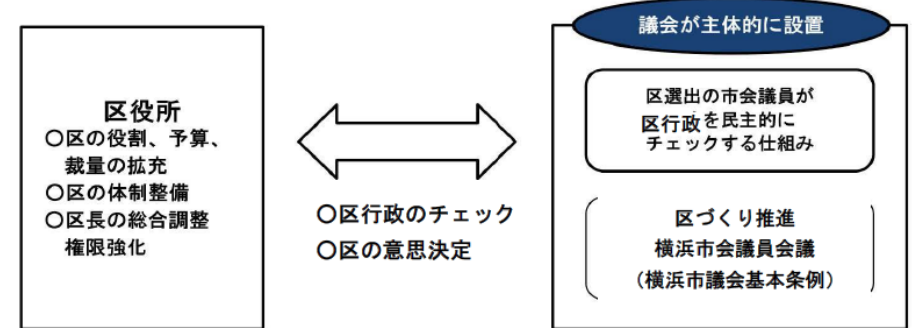 区役所
〇区の役割、予算、
裁量の拡充
〇区の体制整備
〇区長の総合調整
権限強化
〇区行政のチェック
〇区の意思決定
議会が主体的に設置
区選出の市会議員が
区行政を民主的に
チェックする仕組み
区づくり推進
横浜市会議員会議
（横浜市議会基本条例）